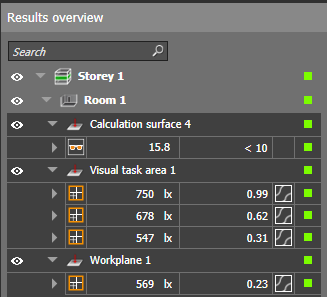 Results overview
Search
Storey 1
Room 1
Calculation surface 4
15.8 < 10
Visual task area 1
750 lx 0.99
678 lx 0.62
547 lx 0.31
Workplane 1
569 lx 0.23